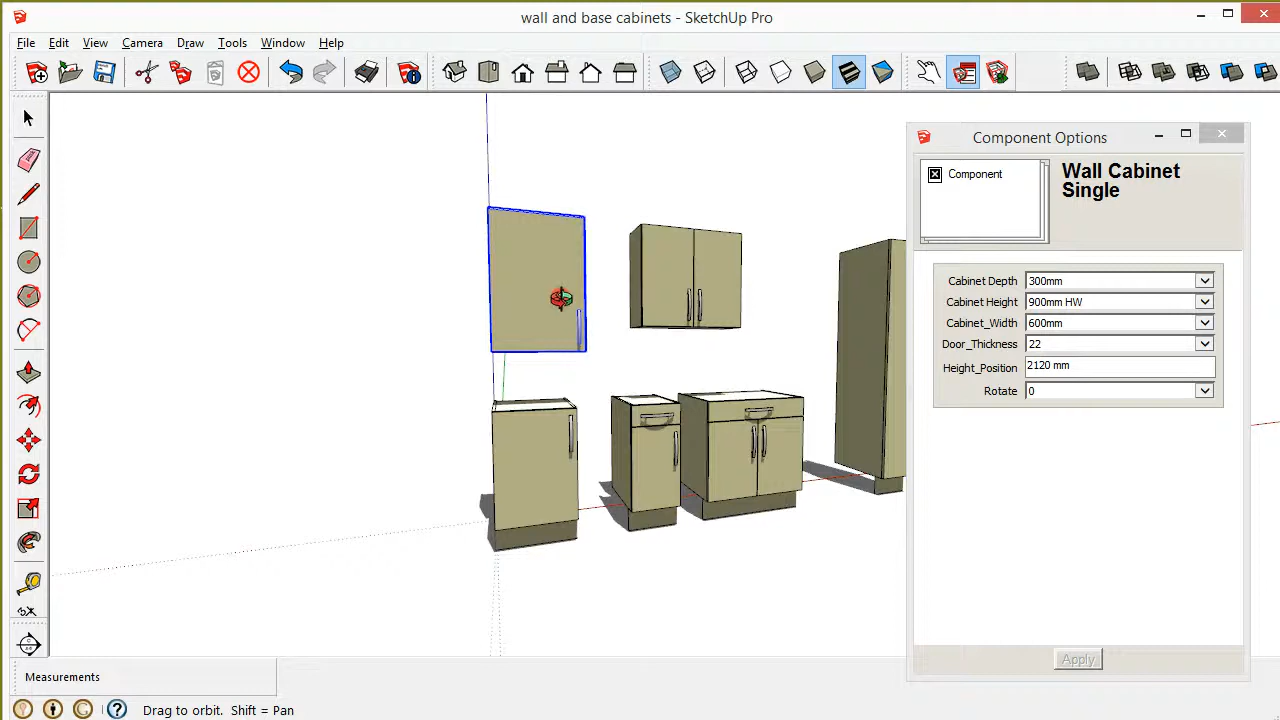 wall and base cabinets - SketchUp Pro
File Edit View Camera Draw Tools Window Help
Component Options
Component
Wall Cabinet
Single
Cabinet Depth 300mm
Cabinet Height 900mm HW
Cabinet_Width 600mm
Door_Thickness 22
Height_Position 2120 mm
Rotate 0
Apply
Measurements
Drag to orbit. Shift = Pan